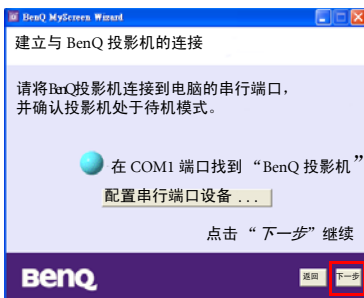 BenQ MyScreen Wizard
建立与 BenQ 投影机的连接
请将BenQ投影机连接到电脑的串行端口，
并确认投影机处于待机模式。
在 COM1 端口找到 “BenQ 投影机”
配置串行端口设备 . . .
点击 “下一步” 继续
BenQ
返回
下一步